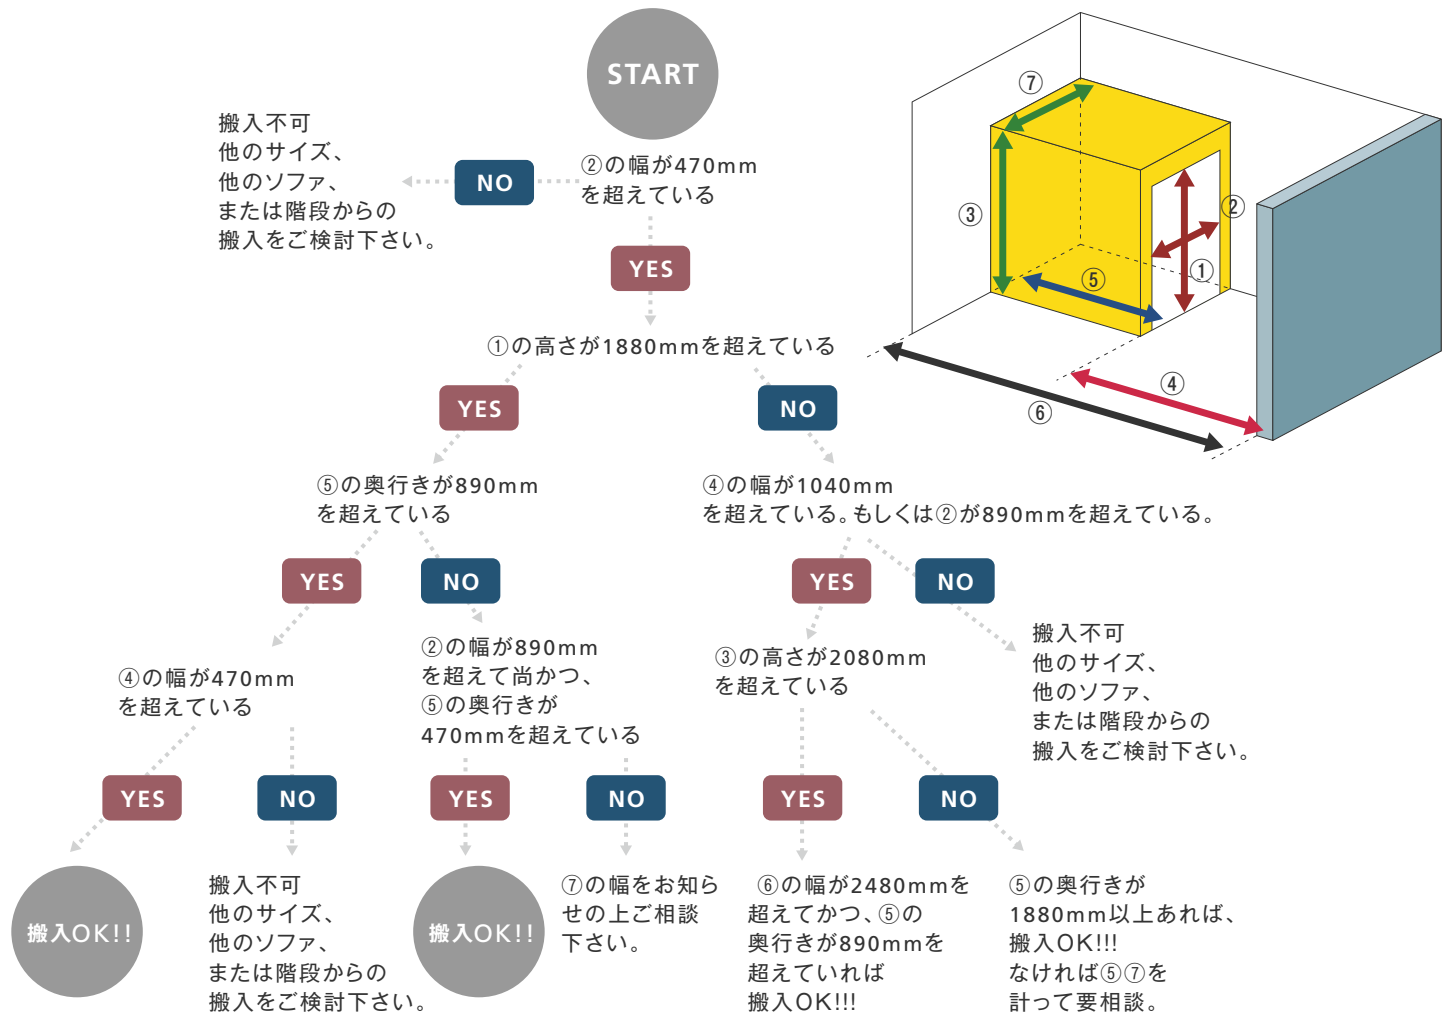 START
②の幅が470mm
を超えている
NO
搬入不可
他のサイズ、
他のソファ、
または階段からの
搬入をご検討下さい。
YES
①の高さが1880mmを超えている
YES
NO
⑤の奥行きが890mm
を超えている
④の幅が1040mm
を超えている。もしくは②が890mmを超えている。
YES
NO
YES
NO
④の幅が470mm
を超えている
②の幅が890mm
を超えて尚かつ、
⑤の奥行きが
470mmを超えている
③の高さが2080mm
を超えている
搬入不可
他のサイズ、
他のソファ、
または階段からの
搬入をご検討下さい。
YES
NO
YES
NO
YES
NO
搬入OK!!
搬入不可
他のサイズ、
他のソファ、
または階段からの
搬入をご検討下さい。
搬入OK!!
⑦の幅をお知ら
せの上ご相談
下さい。
⑥の幅が2480mmを
超えてかつ、⑤の
奥行きが890mmを
超えていれば
搬入OK!!!
⑤の奥行きが
1880mm以上あれば、
搬入OK!!!
なければ⑤⑦を
計って要相談。
⑦
③
②
①
⑤
④
⑥